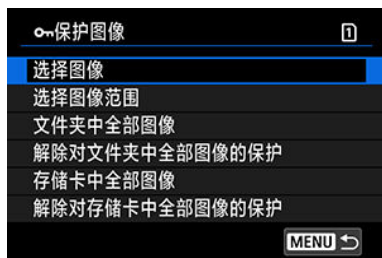 保护图像
1
选择图像
选择图像范围
文件夹中全部图像
解除对文件夹中全部图像的保护
存储卡中全部图像
解除对存储卡中全部图像的保护
MENU